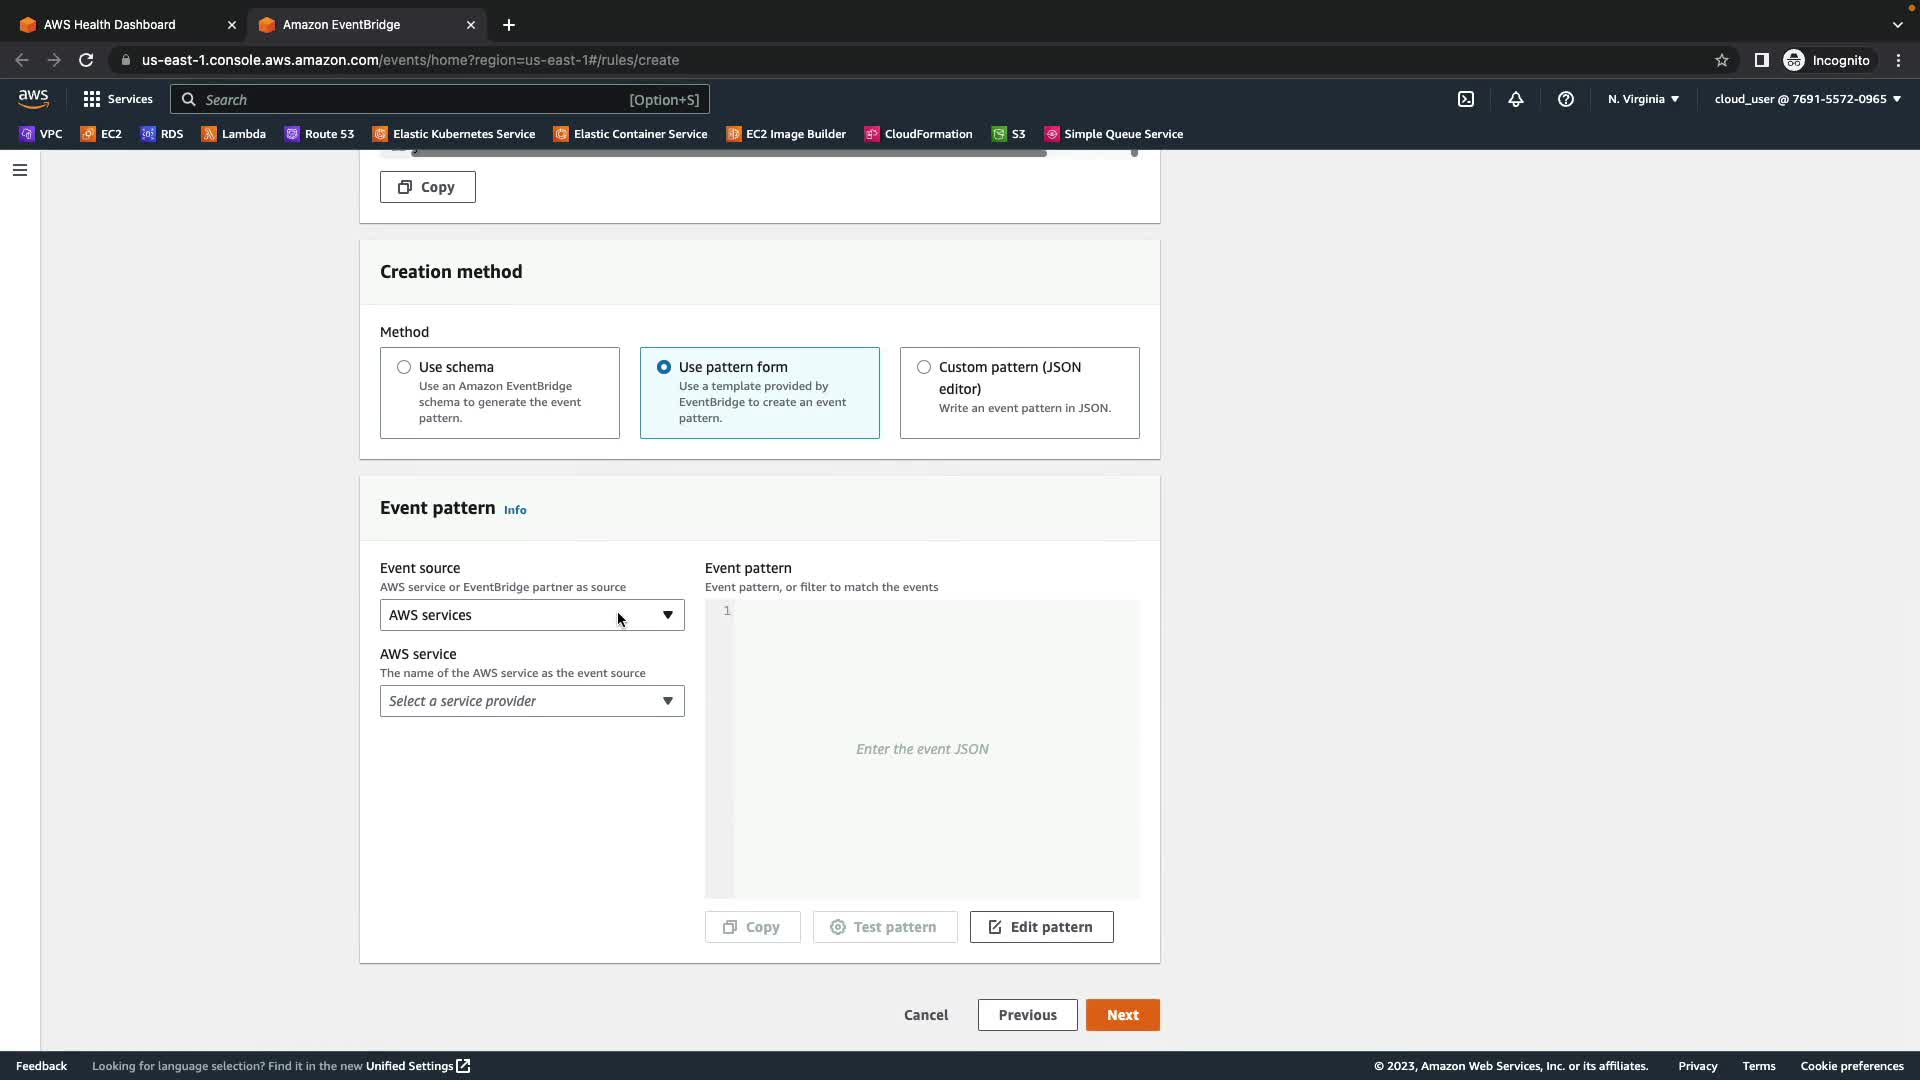 AWS Health Dashboard
Amazon EventBridge
us-east-1.console.aws.amazon.com/events/home?region=us-east-1#/rules/create
Incognito
aws
Services
Search
[Option+S]
N. Virginia
cloud_user @ 7691-5572-0965
VPC
EC2
RDS
Lambda
Route 53
Elastic Kubernetes Service
Elastic Container Service
EC2 Image Builder
CloudFormation
S3
Simple Queue Service
Copy
Creation method
Method
Use schema
Use an Amazon EventBridge
schema to generate the event
pattern.
Use pattern form
Use a template provided by
EventBridge to create an event
pattern.
Custom pattern (JSON
editor)
Write an event pattern in JSON.
Event pattern Info
Event source
AWS service or EventBridge partner as source
AWS services
AWS service
The name of the AWS service as the event source
Select a service provider
Event pattern
Event pattern, or filter to match the events
1
Enter the event JSON
Copy
Test pattern
Edit pattern
Cancel
Previous
Next
Feedback
Looking for language selection? Find it in the new Unified Settings
© 2023, Amazon Web Services, Inc. or its affiliates.
Privacy
Terms
Cookie preferences